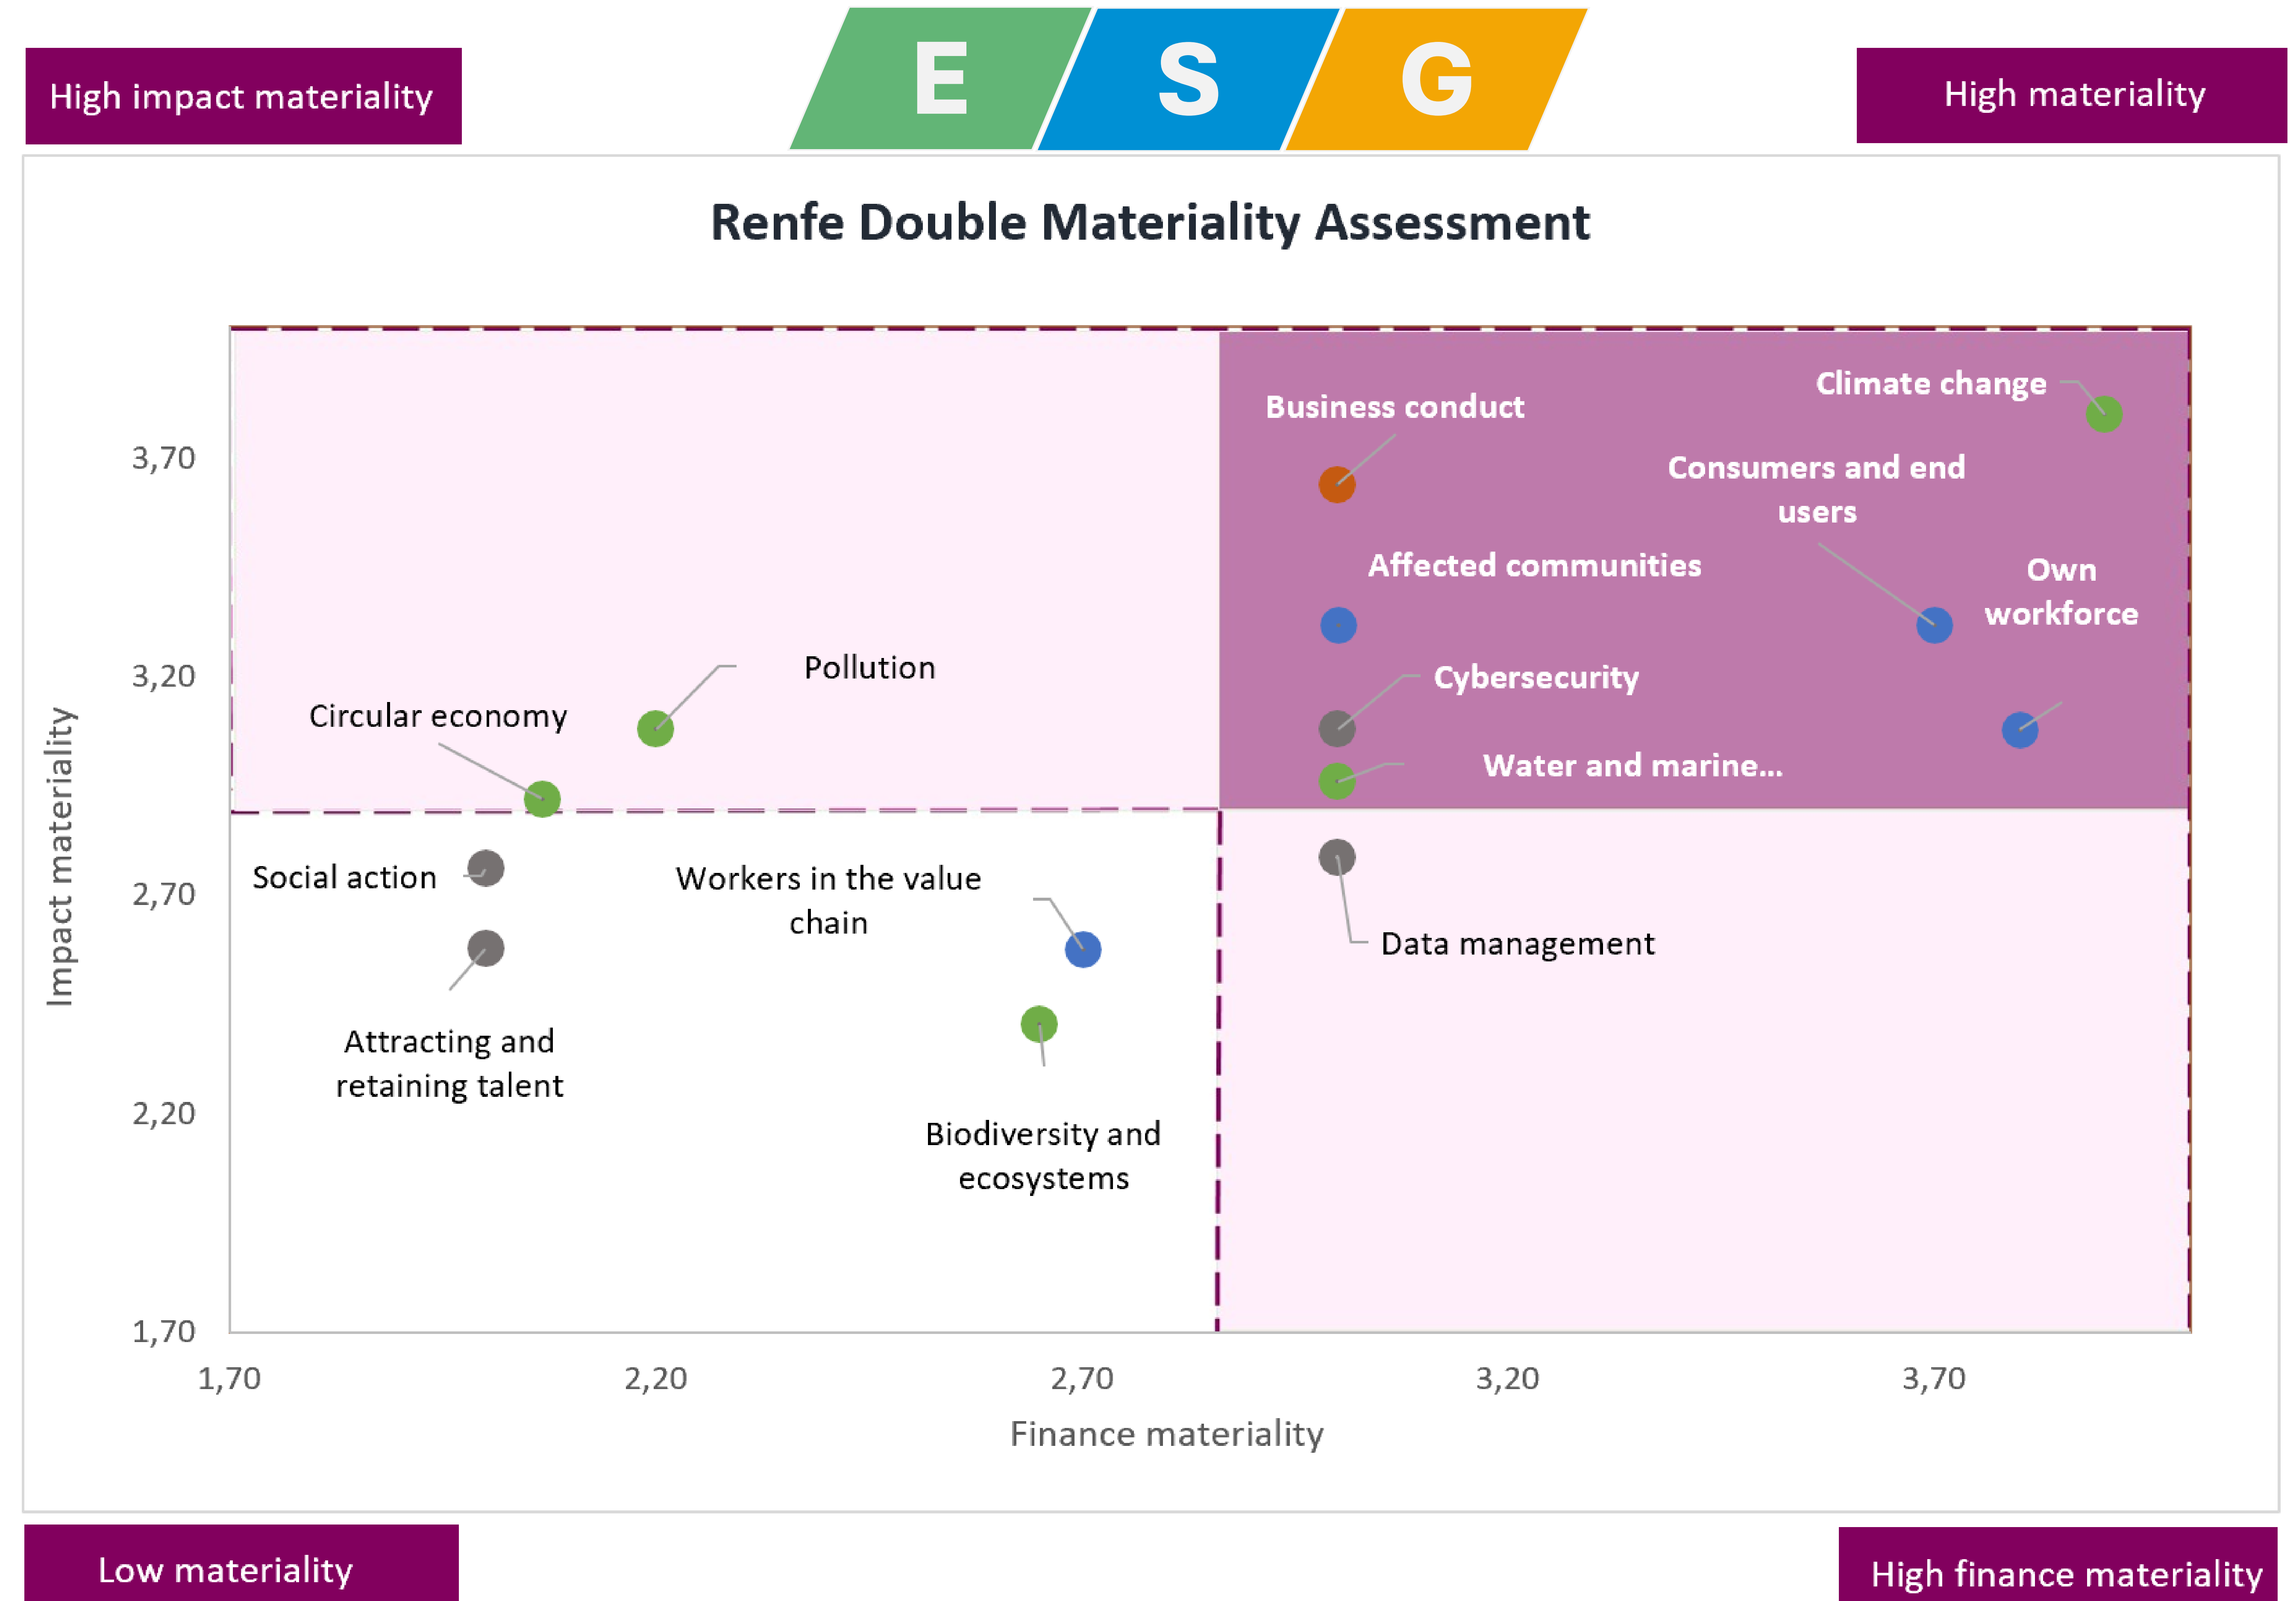 E S G
High impact materiality
High materiality
Renfe Double Materiality Assessment
Climate change
Business conduct
Consumers and end
users
Affected communities
Own
workforce
Pollution
Cybersecurity
Circular economy
Water and marine...
Social action
Workers in the value
chain
Data management
Attracting and
retaining talent
Biodiversity and
ecosystems
Impact materiality
3,70
3,20
2,70
2,20
1,70
1,70 2,20 2,70 3,20 3,70
Finance materiality
Low materiality
High finance materiality